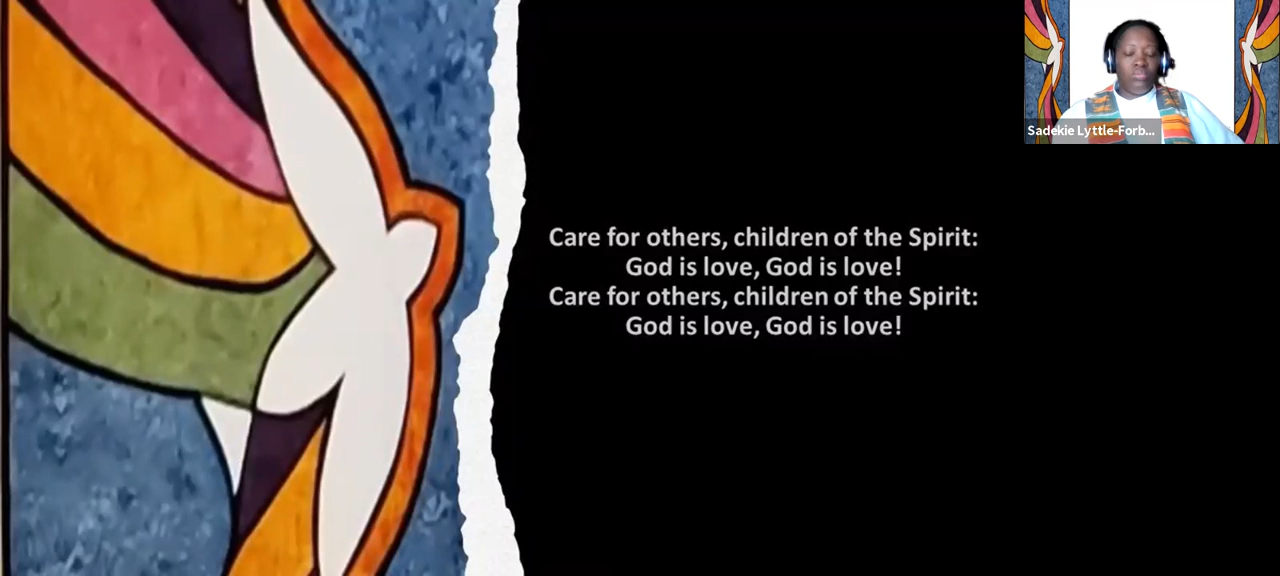 Sadekie Lyttle-Forb...
Care for others, children of the Spirit:
God is love, God is love!
Care for others, children of the Spirit:
God is love, God is love!